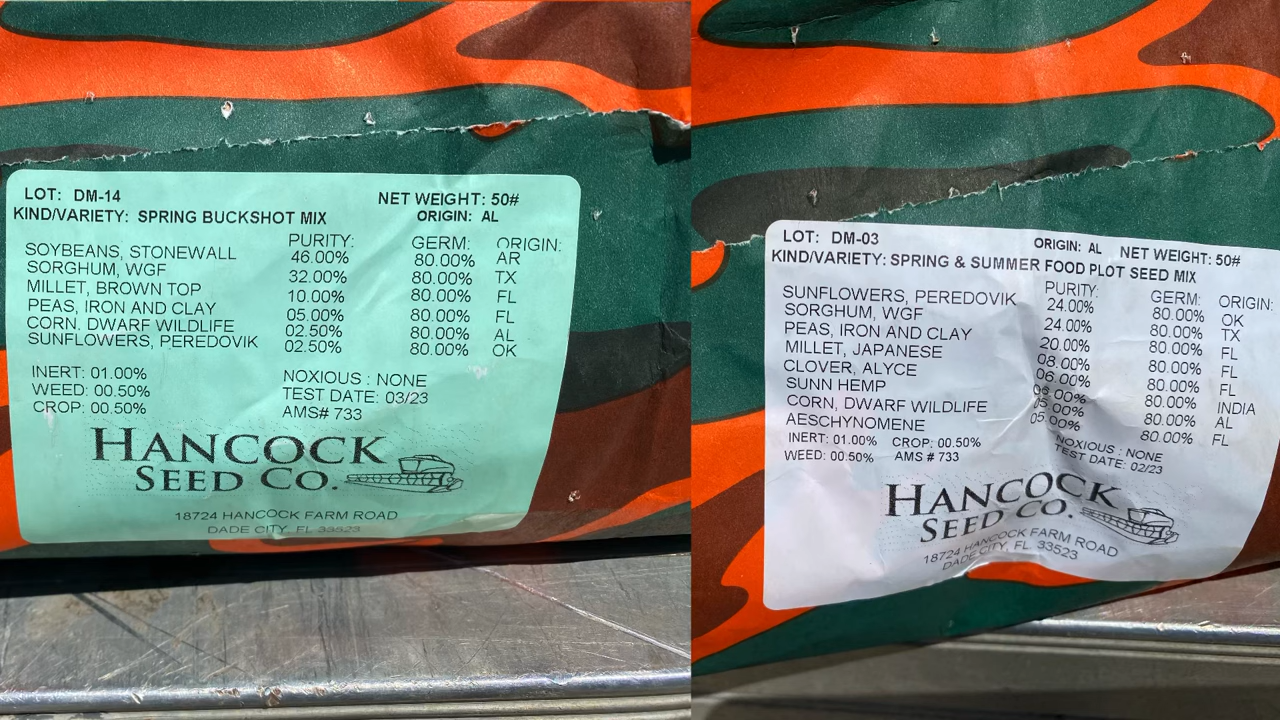 LOT: DM-14 NET WEIGHT: 50#
KIND/VARIETY: SPRING BUCKSHOT MIX ORIGIN: AL
PURITY: GERM: ORIGIN:
SOYBEANS, STONEWALL 46.00% 80.00% AR
SORGHUM, WGF 32.00% 80.00% TX
MILLET, BROWN TOP 10.00% 80.00% FL
PEAS, IRON AND CLAY 05.00% 80.00% FL
CORN, DWARF WILDLIFE 02.50% 80.00% AL
SUNFLOWERS, PEREDOVIK 02.50% 80.00% OK
INERT: 01.00% NOXIOUS : NONE
WEED: 00.50% TEST DATE: 03/23
CROP: 00.50% AMS# 733
HANCOCK
SEED CO.
18724 HANCOCK FARM ROAD
DADE CITY, FL 33523
LOT: DM-03 ORIGIN: AL NET WEIGHT: 50#
KIND/VARIETY: SPRING & SUMMER FOOD PLOT SEED MIX
PURITY: GERM: ORIGIN:
SUNFLOWERS, PEREDOVIK 24.00% 80.00% OK
SORGHUM, WGF 24.00% 80.00% TX
PEAS, IRON AND CLAY 20.00% 80.00% FL
MILLET, JAPANESE 08.00% 80.00% FL
CLOVER, ALYCE 06.00% 80.00% FL
SUNN HEMP 80.00% INDIA
CORN, DWARF WILDLIFE 05.00% 80.00% AL
AESCHYNOMENE 05.00% 80.00% FL
INERT: 01.00% CROP: 00.50% NOXIOUS : NONE
WEED: 00.50% AMS # 733 TEST DATE: 02/23
HANCOCK
SEED CO.
18724 HANCOCK FARM ROAD
DADE CITY, FL 33523